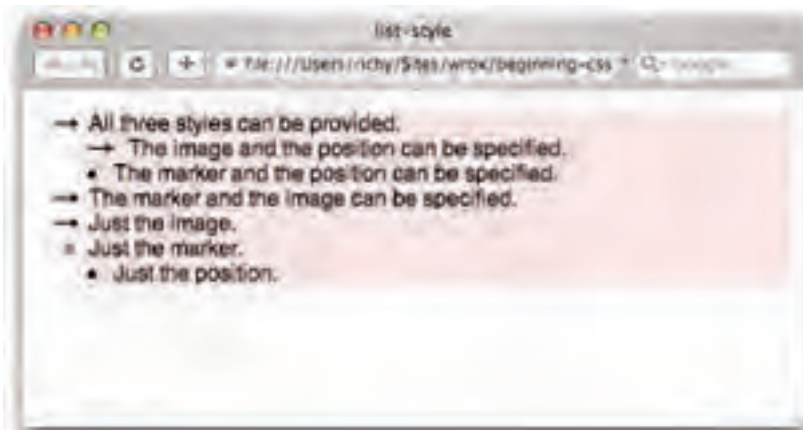 list-style
file:///Users/richy/Sites/wrox/beginning-css
Google
All three styles can be provided.
The image and the position can be specified.
The marker and the position can be specified.
The marker and the image can be specified.
Just the image.
Just the marker.
Just the position.